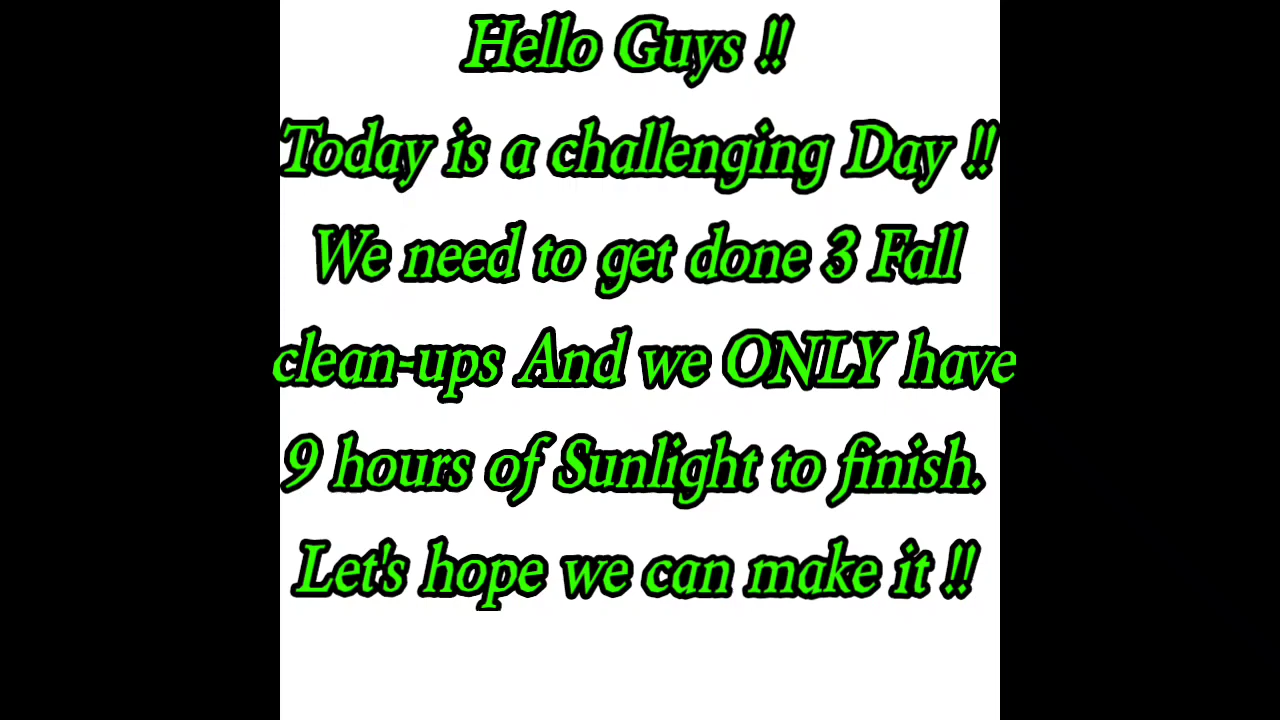 Hello Guys !!
Today is a challenging Day !!
We need to get done 3 Fall
clean-ups And we ONLY have
9 hours of Sunlight to finish.
Let's hope we can make it !!